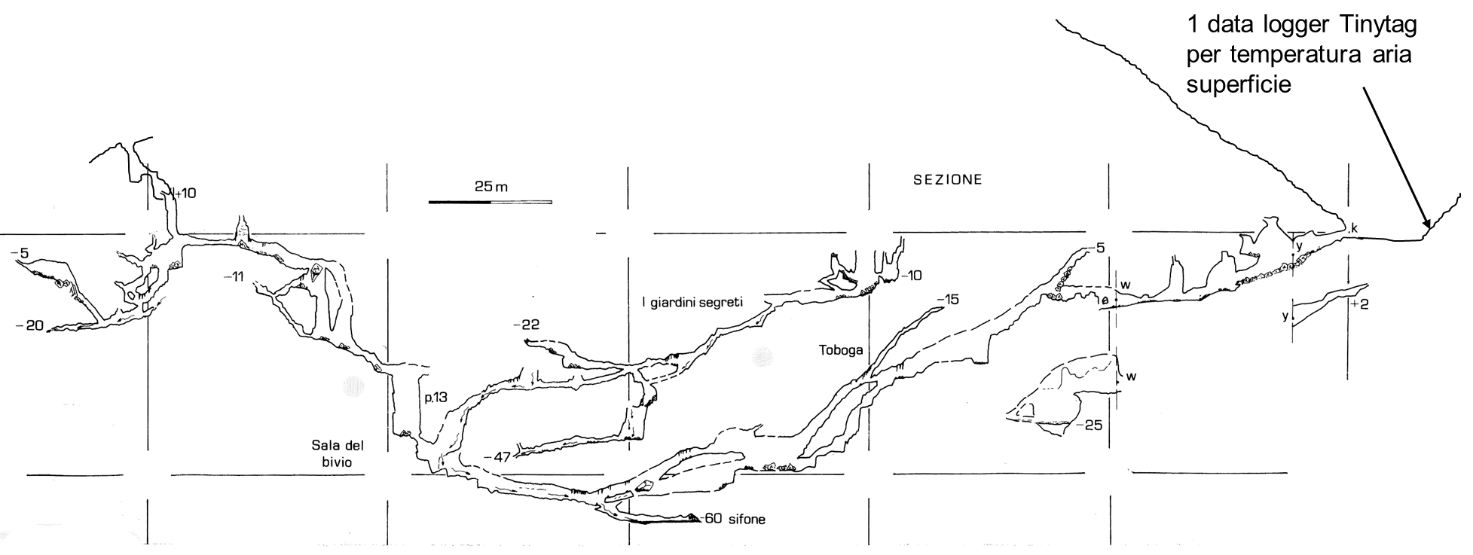 1 data logger Tinytag
per temperatura aria
superficie
SEZIONE
25 m
+10
-5
-11
-20
-22
I giardini segreti
-10
-15
-5
Toboga
p.13
Sala del
bivio
-47
-60 sifone
w
e
y
k
y
+2
w
-25